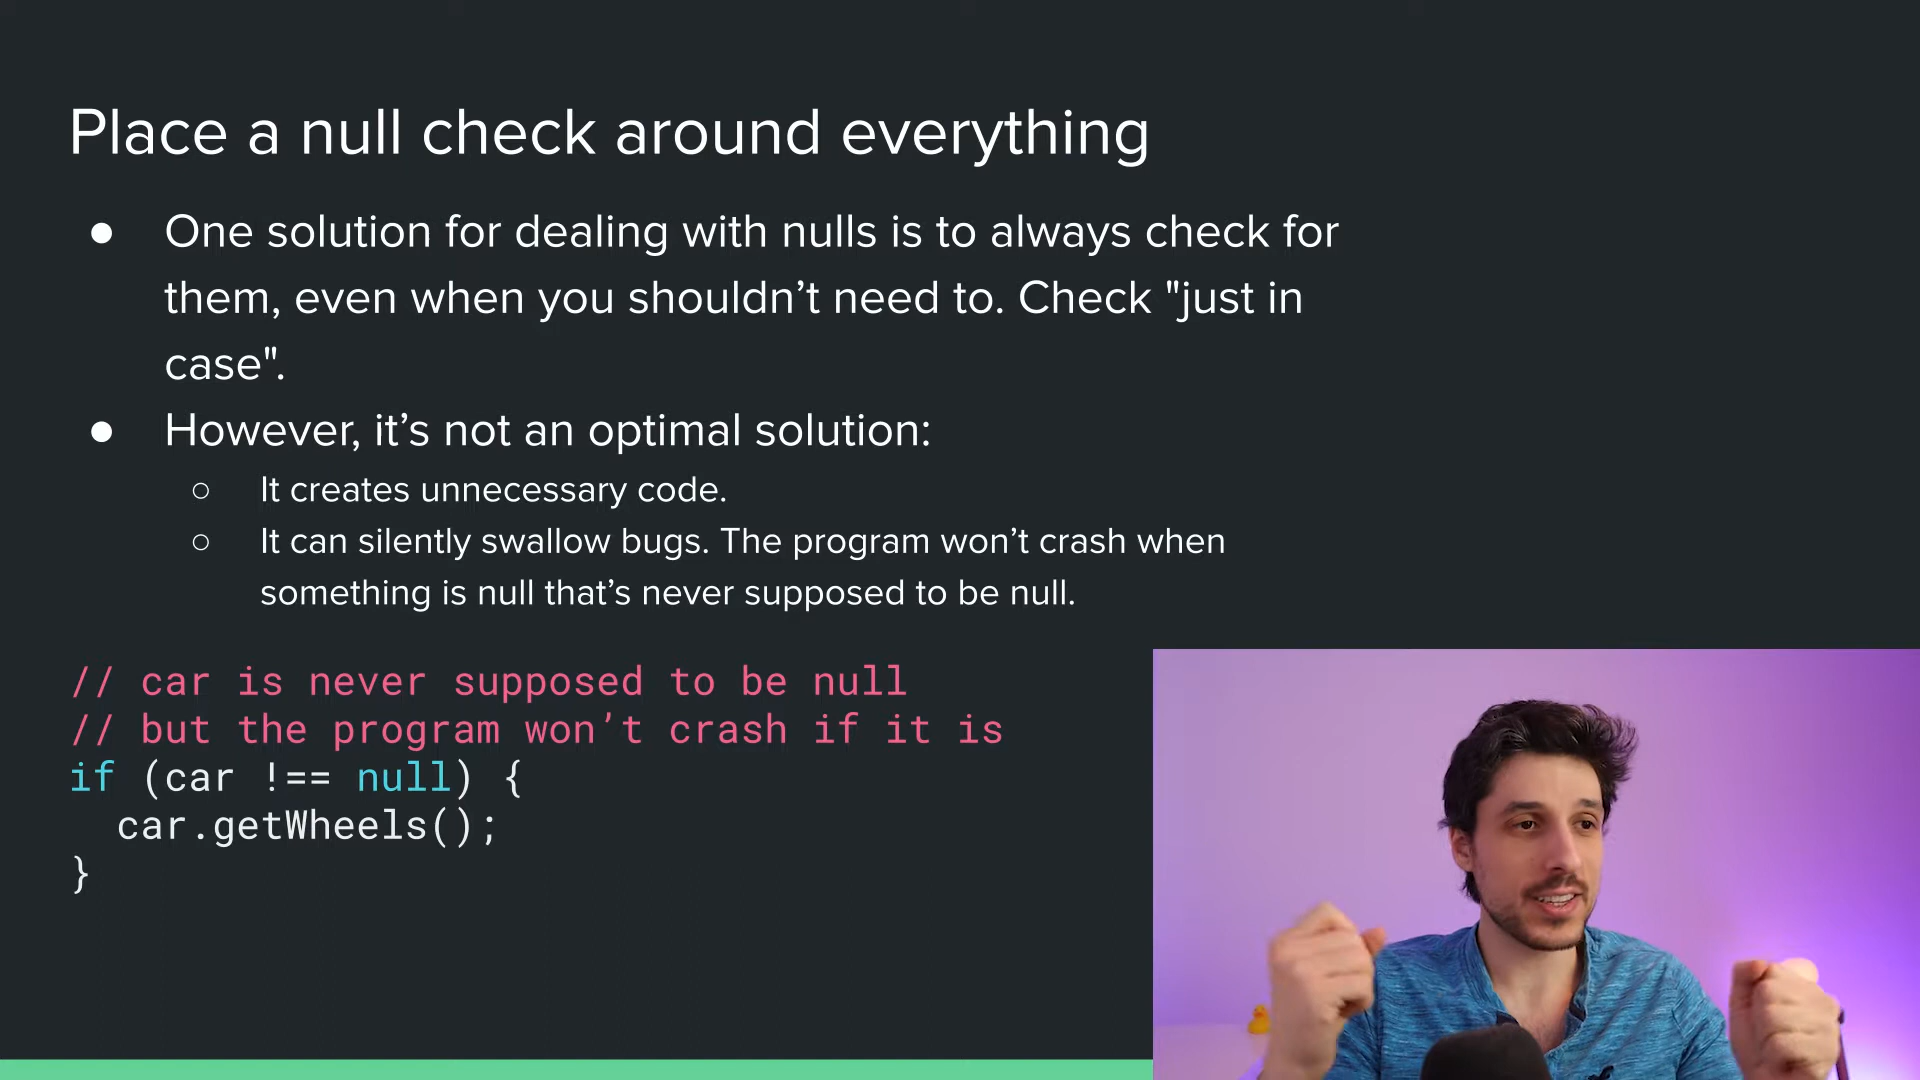 Place a null check around everything
● One solution for dealing with nulls is to always check for
them, even when you shouldn’t need to. Check "just in
case".
● However, it’s not an optimal solution:
○ It creates unnecessary code.
○ It can silently swallow bugs. The program won’t crash when
something is null that’s never supposed to be null.
// car is never supposed to be null
// but the program won’t crash if it is
if (car !== null) {
  car.getWheels();
}